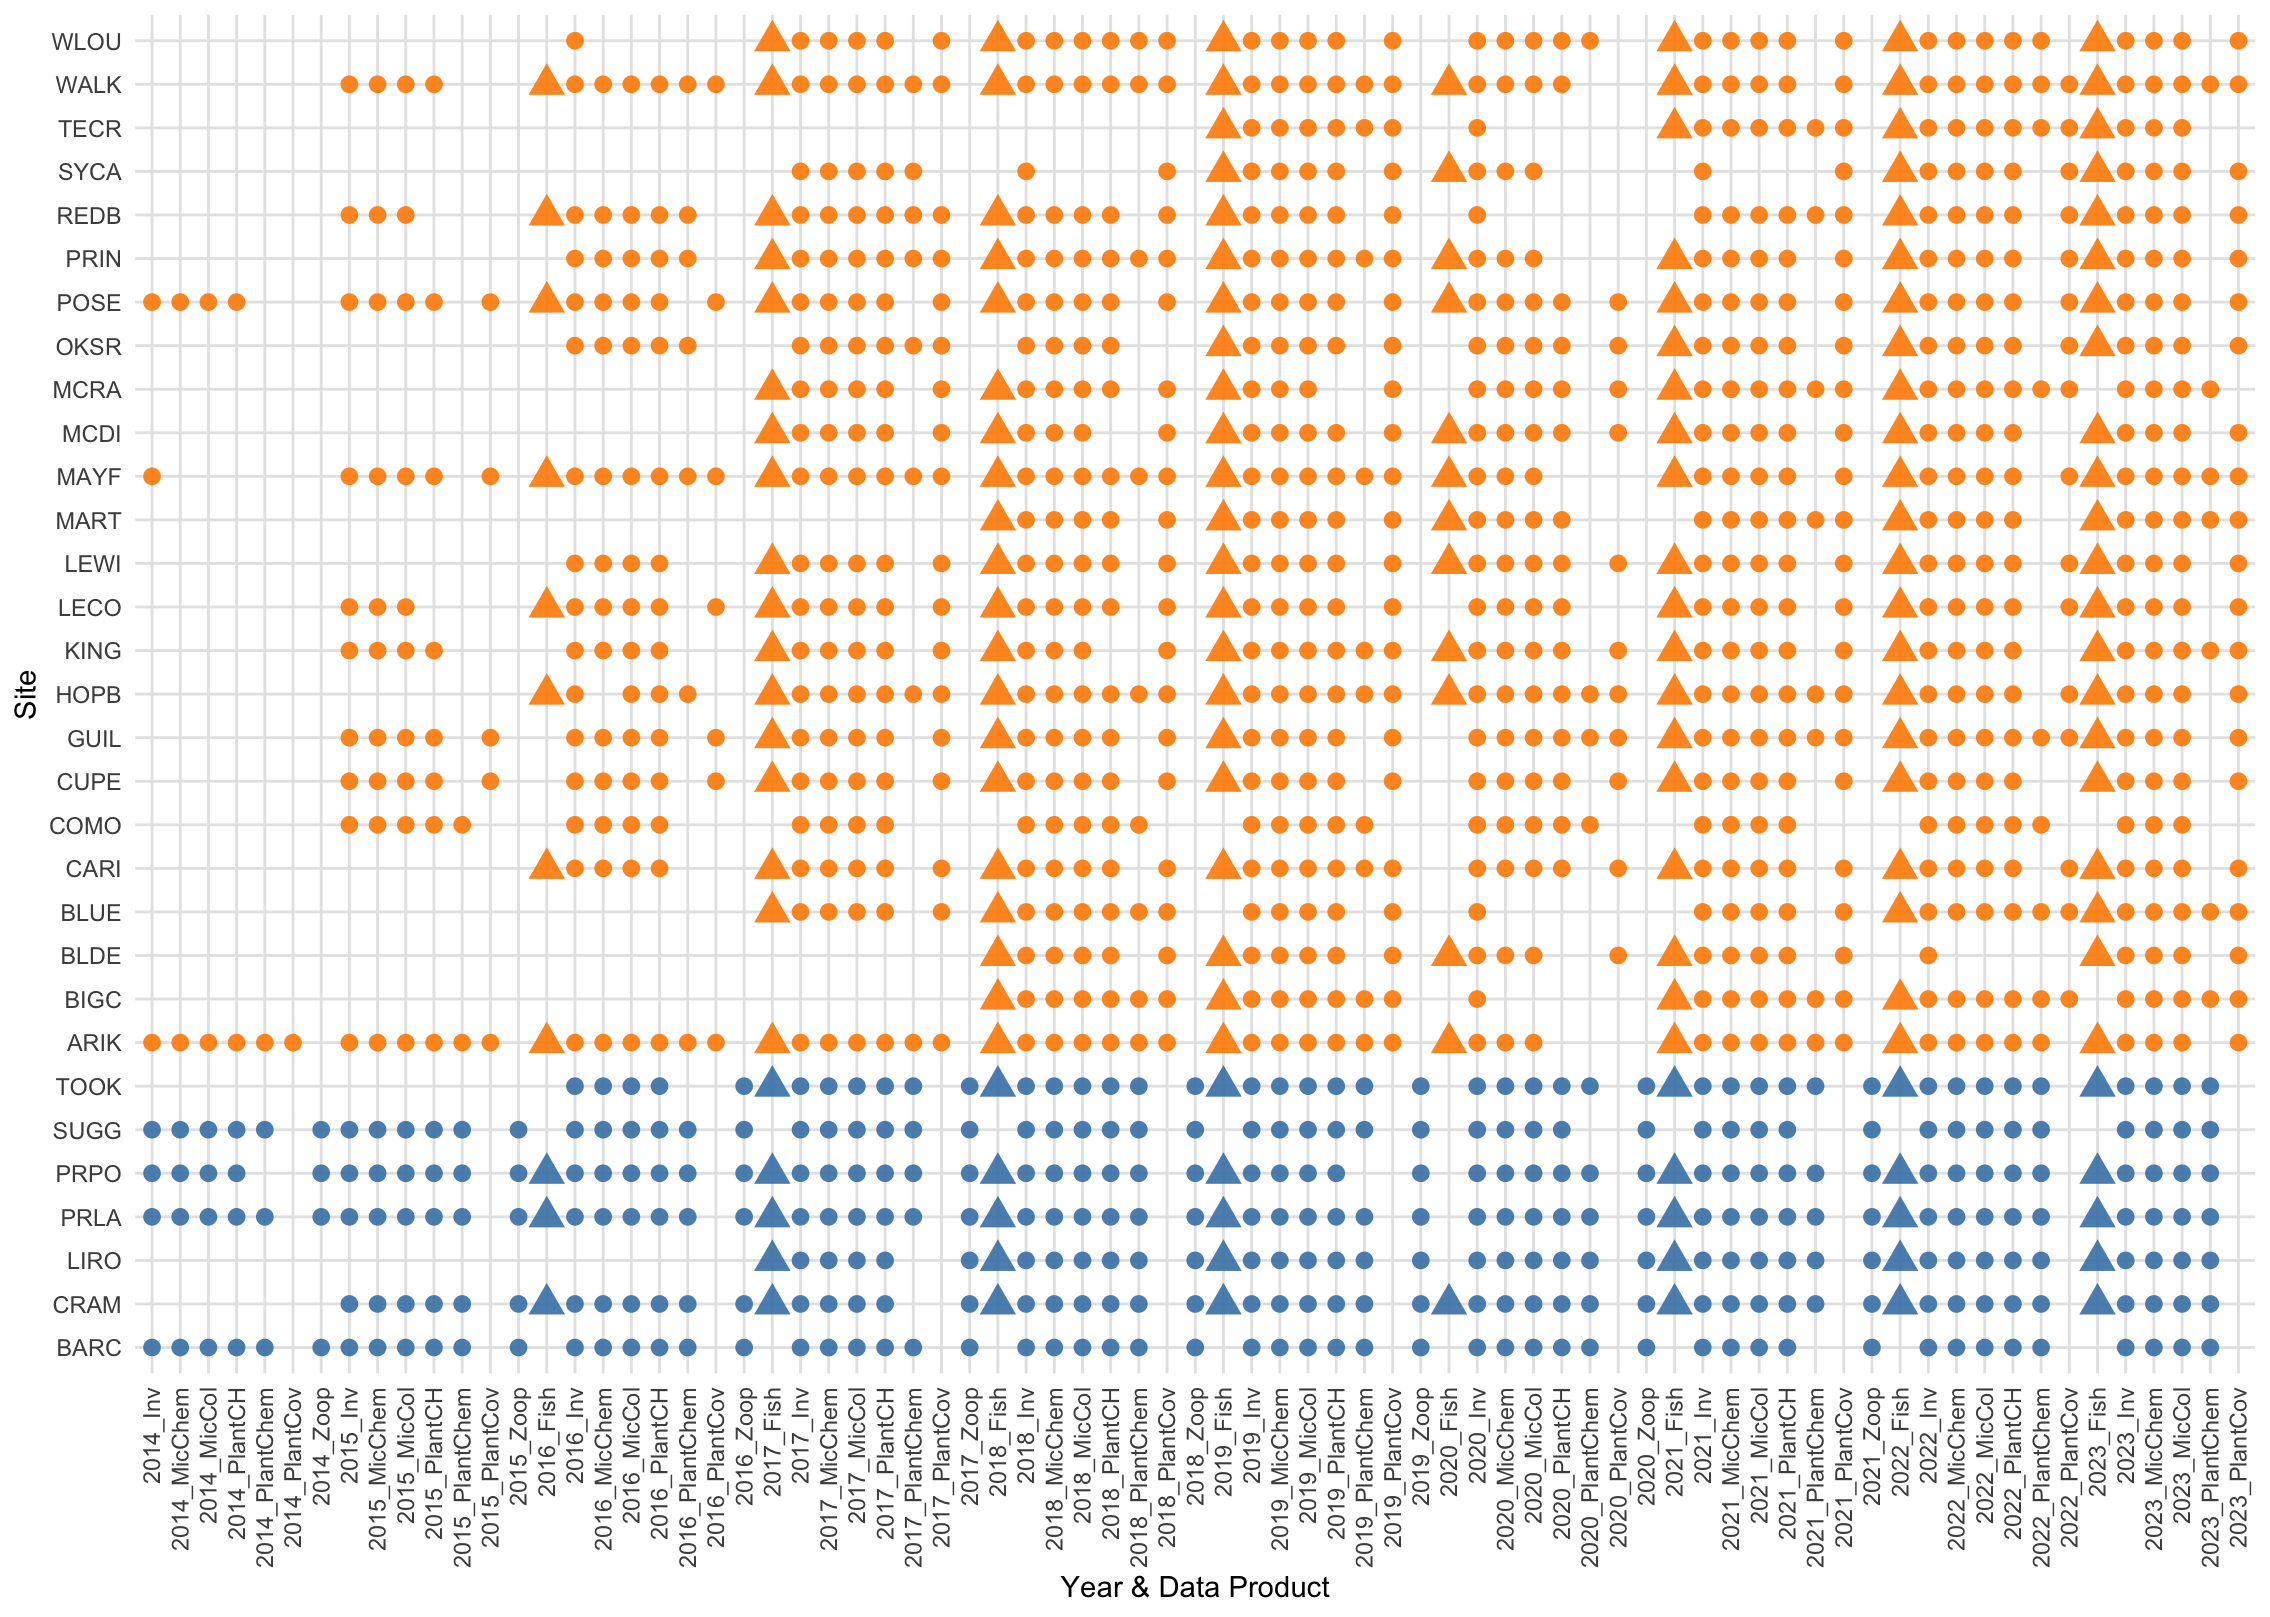 WLOU
WALK
TECR
SYCA
REDB
PRIN
POSE
OKSR
MCRA
MCDI
MAYF
MART
LEWI
LECO
KING
HOPB
GUIL
CUPE
COMO
CARI
BLUE
BLDE
BIGC
ARIK
TOOK
SUGG
PRPO
PRLA
LIRO
CRAM
BARC
Site
2014_Inv
2014_MicChem
2014_MicCol
2014_PlantCH
2014_PlantChem
2014_PlantCov
2014_Zoop
2015_Inv
2015_MicChem
2015_MicCol
2015_PlantCH
2015_PlantChem
2015_PlantCov
2015_Zoop
2016_Fish
2016_Inv
2016_MicChem
2016_MicCol
2016_PlantCH
2016_PlantChem
2016_PlantCov
2016_Zoop
2017_Fish
2017_Inv
2017_MicChem
2017_MicCol
2017_PlantCH
2017_PlantChem
2017_PlantCov
2017_Zoop
2018_Fish
2018_Inv
2018_MicChem
2018_MicCol
2018_PlantCH
2018_PlantChem
2018_PlantCov
2018_Zoop
2019_Fish
2019_Inv
2019_MicChem
2019_MicCol
2019_PlantCH
2019_PlantChem
2019_PlantCov
2019_Zoop
2020_Fish
2020_Inv
2020_MicChem
2020_MicCol
2020_PlantCH
2020_PlantChem
2020_PlantCov
2020_Zoop
2021_Fish
2021_Inv
2021_MicChem
2021_MicCol
2021_PlantCH
2021_PlantChem
2021_PlantCov
2021_Zoop
2022_Fish
2022_Inv
2022_MicChem
2022_MicCol
2022_PlantCH
2022_PlantChem
2022_PlantCov
2023_Fish
2023_Inv
2023_MicChem
2023_MicCol
2023_PlantChem
2023_PlantCov
Year & Data Product